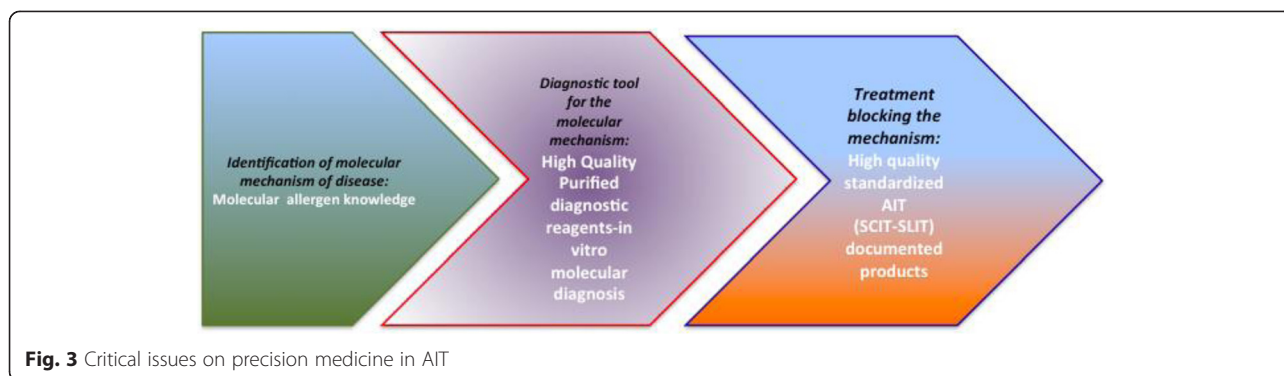 Identification of molecular
mechanism of disease:
Molecular allergen knowledge
Diagnostic tool
for the
molecular
mechanism:
High Quality
Purified
diagnostic
reagents-in
vitro
molecular
diagnosis
Treatment
blocking the
mechanism:
High quality
standardized
AIT
(SCIT-SLIT)
documented
products
Fig. 3 Critical issues on precision medicine in AIT